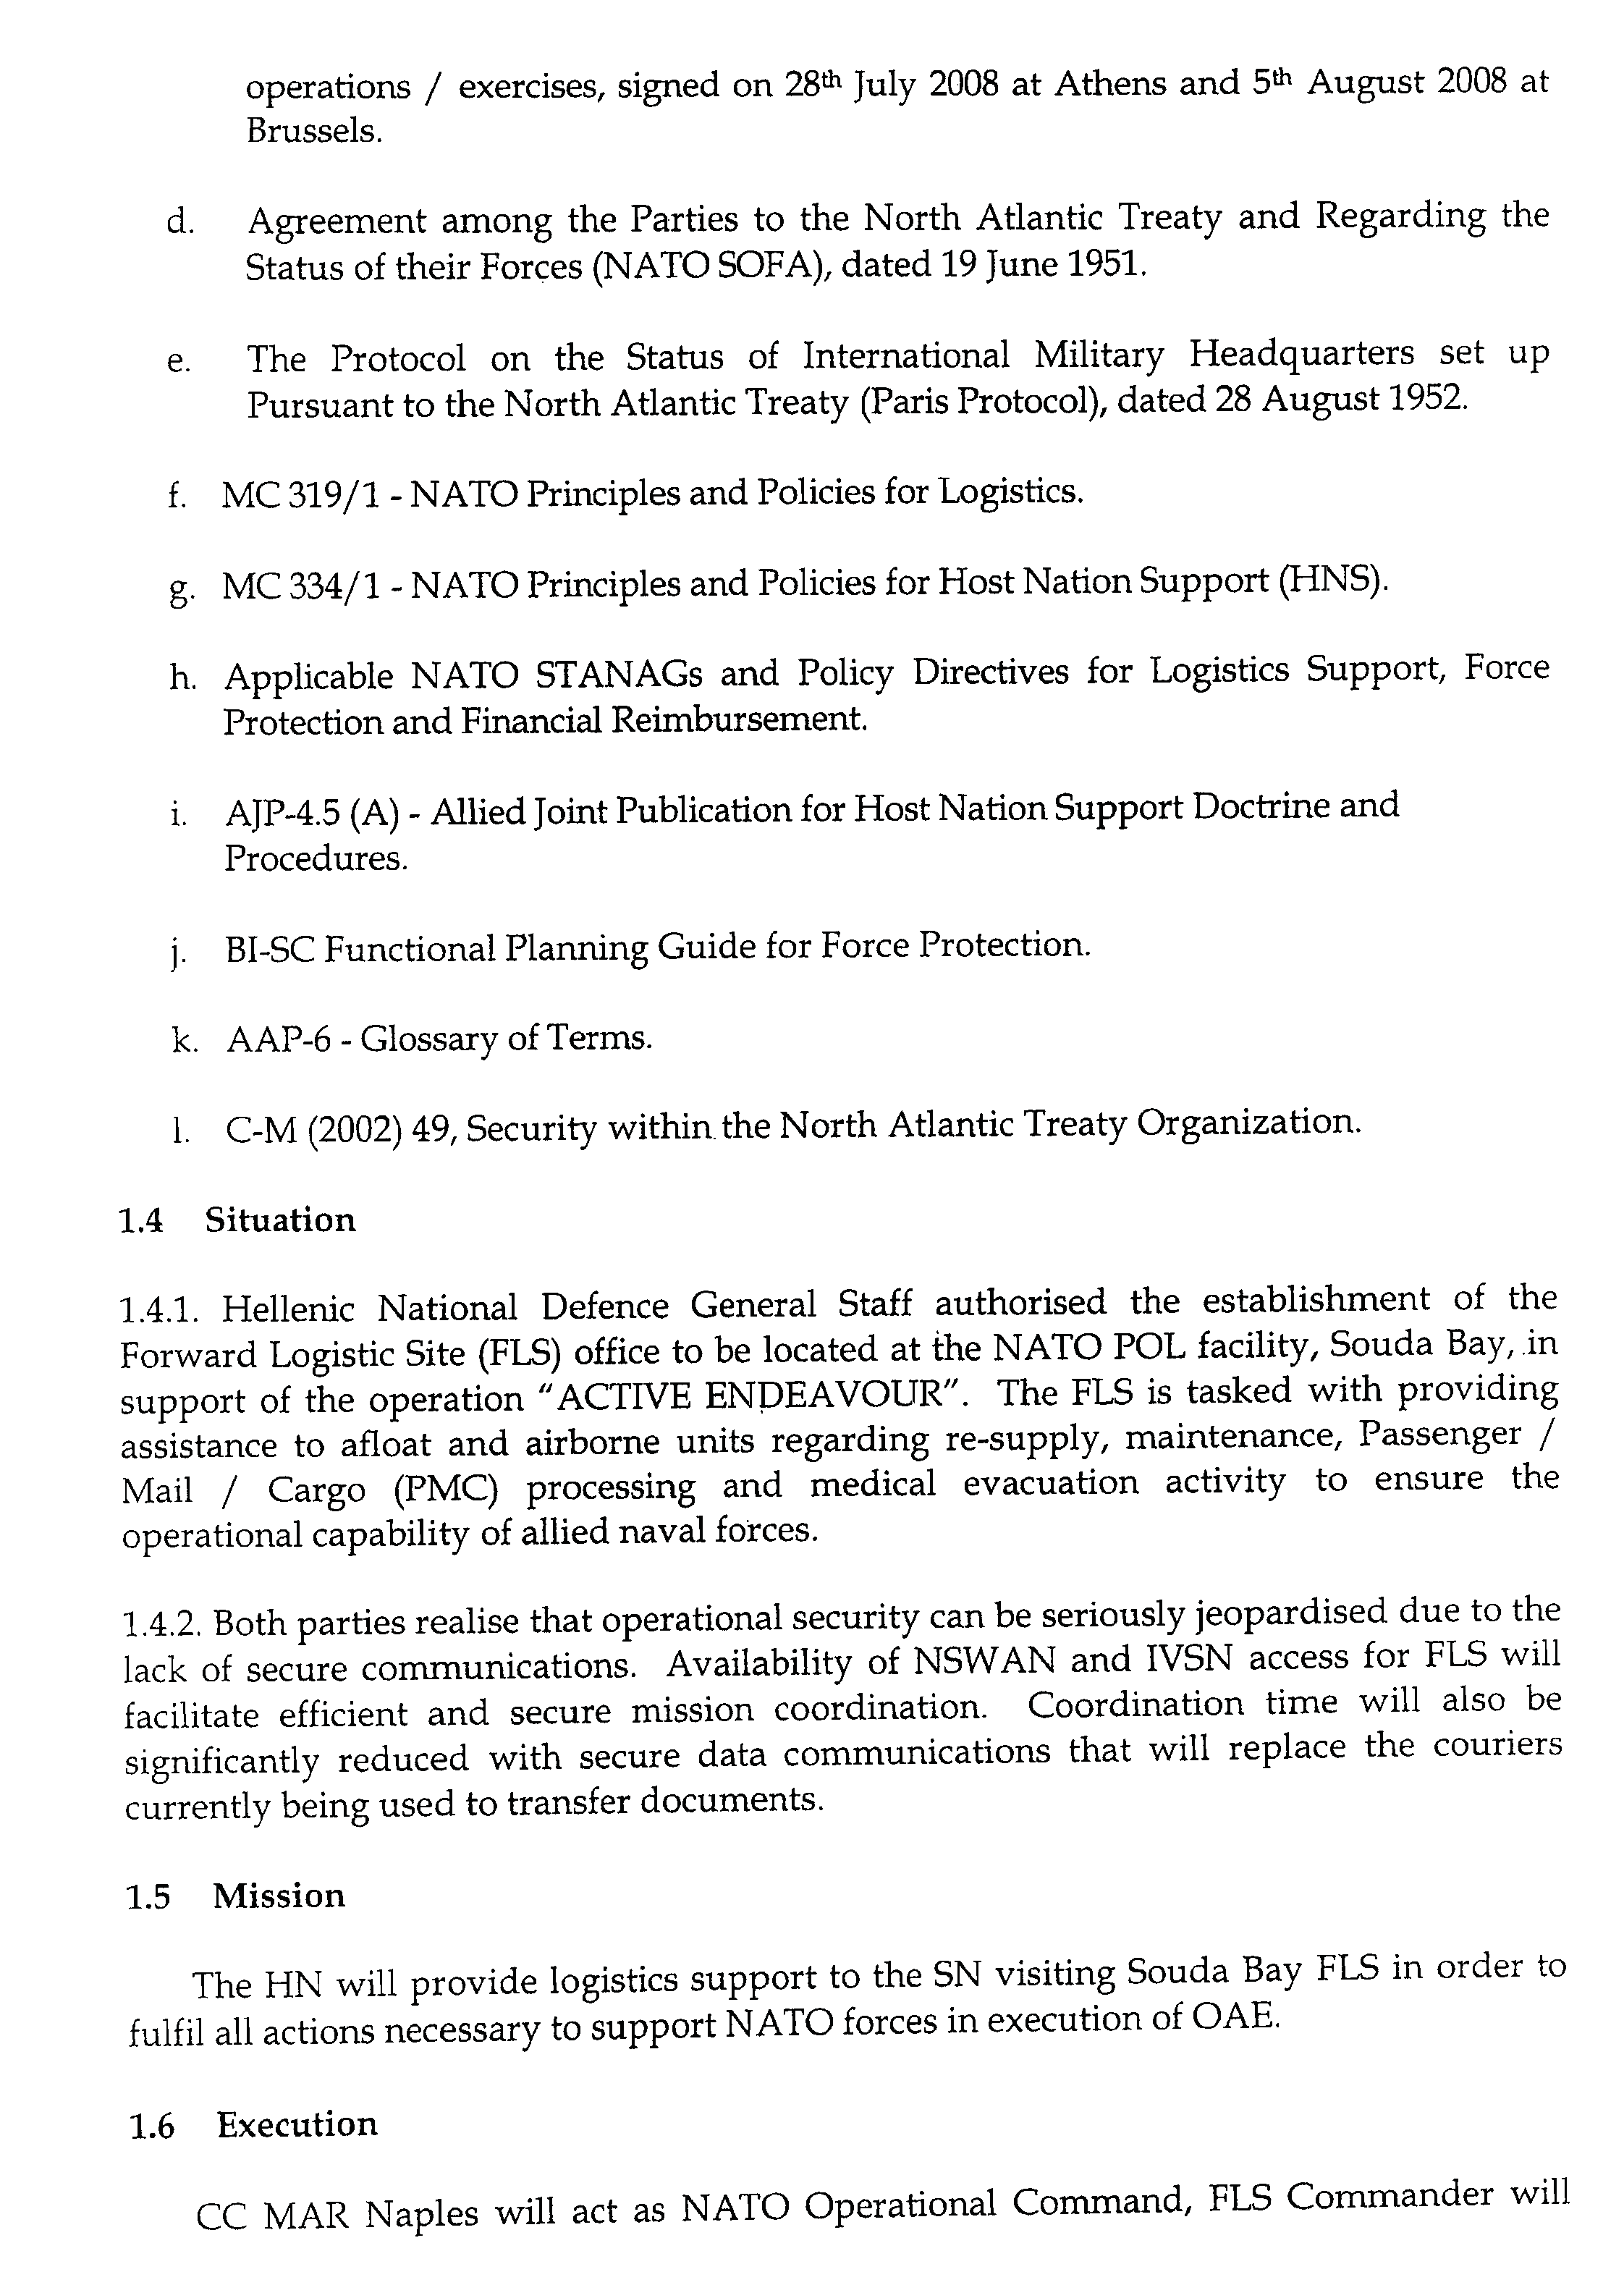 operations / exercises, signed on 28th July 2008 at Athens and 5th August 2008 at
Brussels.
d. Agreement among the Parties to the North Atlantic Treaty and Regarding the
Status of their Forces (NATO SOFA), dated 19 June 1951.
e. The Protocol on the Status of International Military Headquarters set up
Pursuant to the North Atlantic Treaty (Paris Protocol), dated 28 August 1952.
f. MC 319/1 - NATO Principles and Policies for Logistics.
g. MC 334/1 - NATO Principles and Policies for Host Nation Support (HNS).
h. Applicable NATO STANAGs and Policy Directives for Logistics Support, Force
Protection and Financial Reimbursement.
i. AJP-4.5 (A) - Allied Joint Publication for Host Nation Support Doctrine and
Procedures.
j. BI-SC Functional Planning Guide for Force Protection.
k. AAP-6 - Glossary of Terms.
l. C-M (2002) 49, Security within the North Atlantic Treaty Organization.
1.4 Situation
1.4.1. Hellenic National Defence General Staff authorised the establishment of the
Forward Logistic Site (FLS) office to be located at the NATO POL facility, Souda Bay, in
support of the operation "ACTIVE ENDEAVOUR". The FLS is tasked with providing
assistance to afloat and airborne units regarding re-supply, maintenance, Passenger /
Mail / Cargo (PMC) processing and medical evacuation activity to ensure the
operational capability of allied naval forces.
1.4.2. Both parties realise that operational security can be seriously jeopardised due to the
lack of secure communications. Availability of NSWAN and IVSN access for FLS will
facilitate efficient and secure mission coordination. Coordination time will also be
significantly reduced with secure data communications that will replace the couriers
currently being used to transfer documents.
1.5 Mission
The HN will provide logistics support to the SN visiting Souda Bay FLS in order to
fulfil all actions necessary to support NATO forces in execution of OAE.
1.6 Execution
CC MAR Naples will act as NATO Operational Command, FLS Commander will